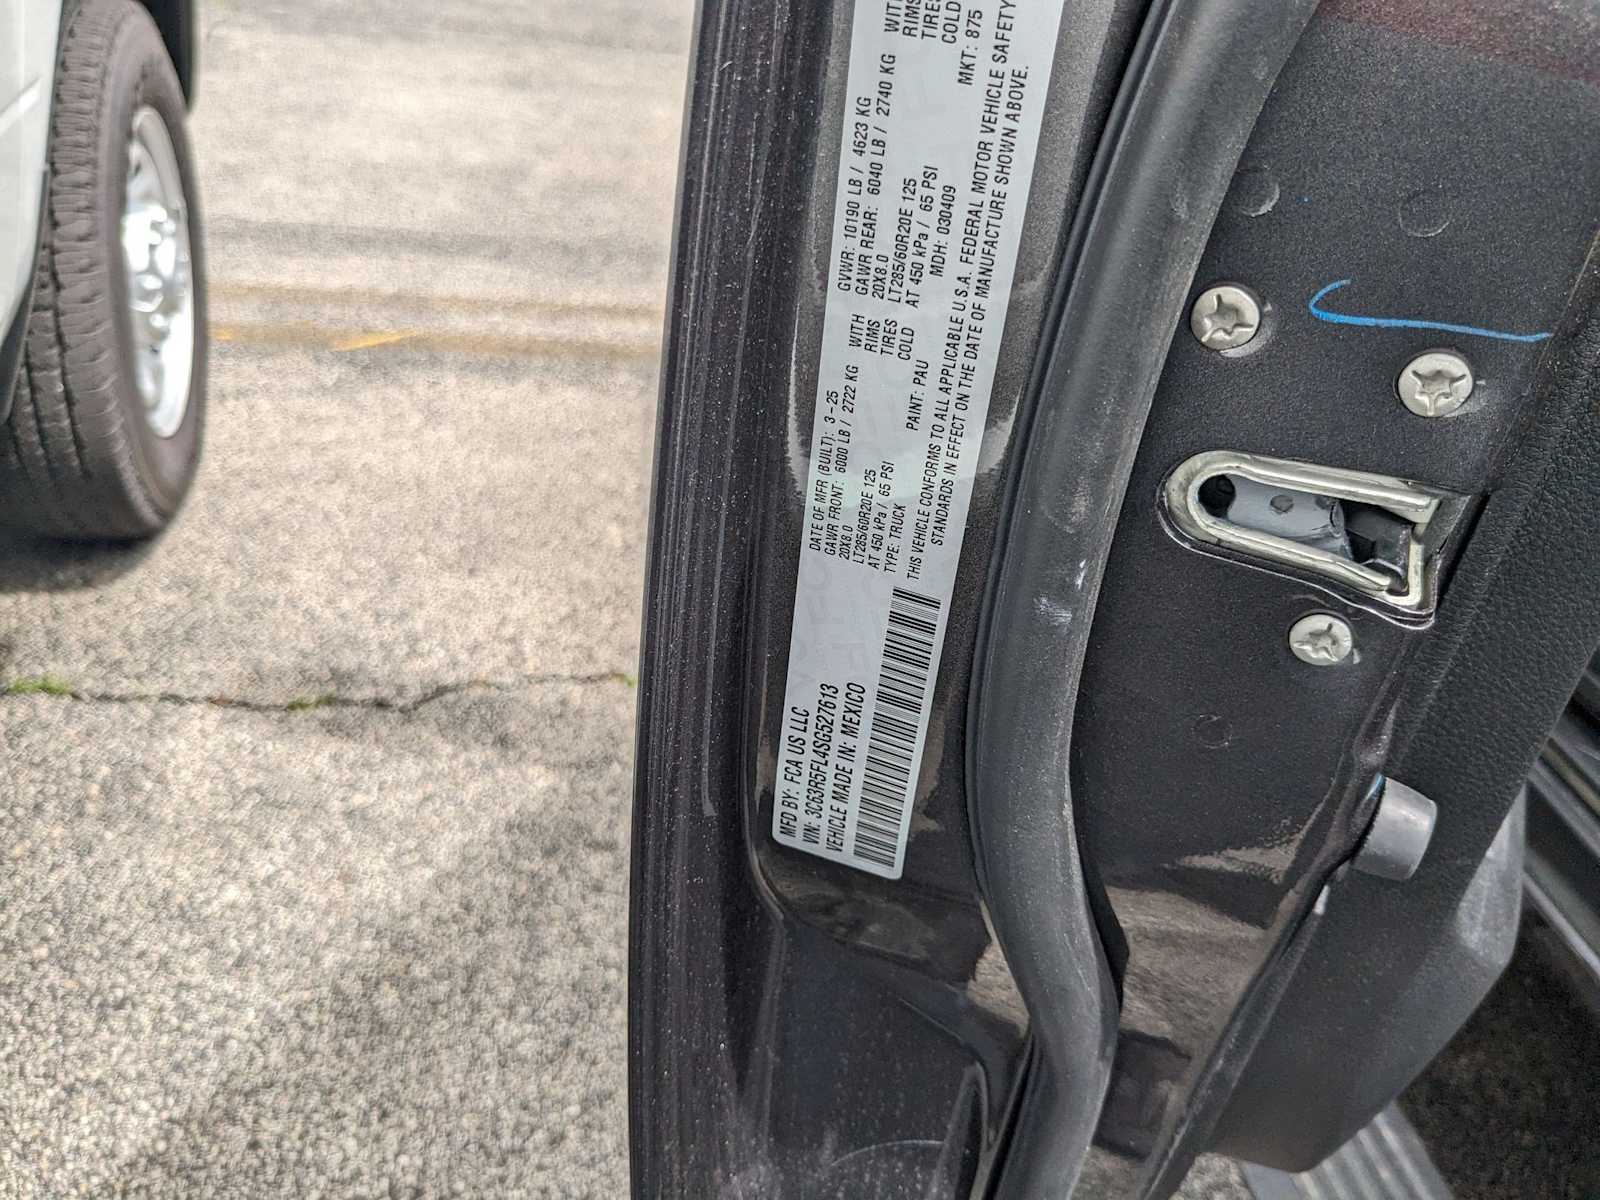 MFD BY: FCA US LLC
VIN: 3C63R5FL4SG527613
VEHICLE MADE IN: MEXICO
DATE OF MFR (BUILT): 3-25 GVWR: 10190 LB / 4623 KG
GAWR FRONT: 6000 LB / 2722 KG WITH GAWR REAR: 6040 LB / 2740 KG WITH
20X8.0 RIMS 20X8.0 RIMS
LT285/60R20E 125 TIRES LT285/60R20E 125 TIRES
AT 450 kPa / 65 PSI COLD AT 450 kPa / 65 PSI COLD
TYPE: TRUCK PAINT: PAU MDH: 030409 MKT: 875
THIS VEHICLE CONFORMS TO ALL APPLICABLE U.S.A. FEDERAL MOTOR VEHICLE SAFETY
STANDARDS IN EFFECT ON THE DATE OF MANUFACTURE SHOWN ABOVE.